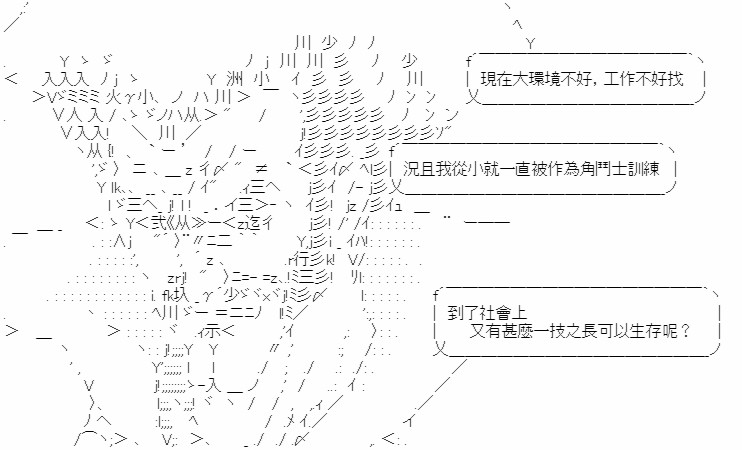 現在大環境不好，工作不好找
況且我從小就一直被作為角鬥士訓練
到了社會上
又有甚麼一技之長可以生存呢？